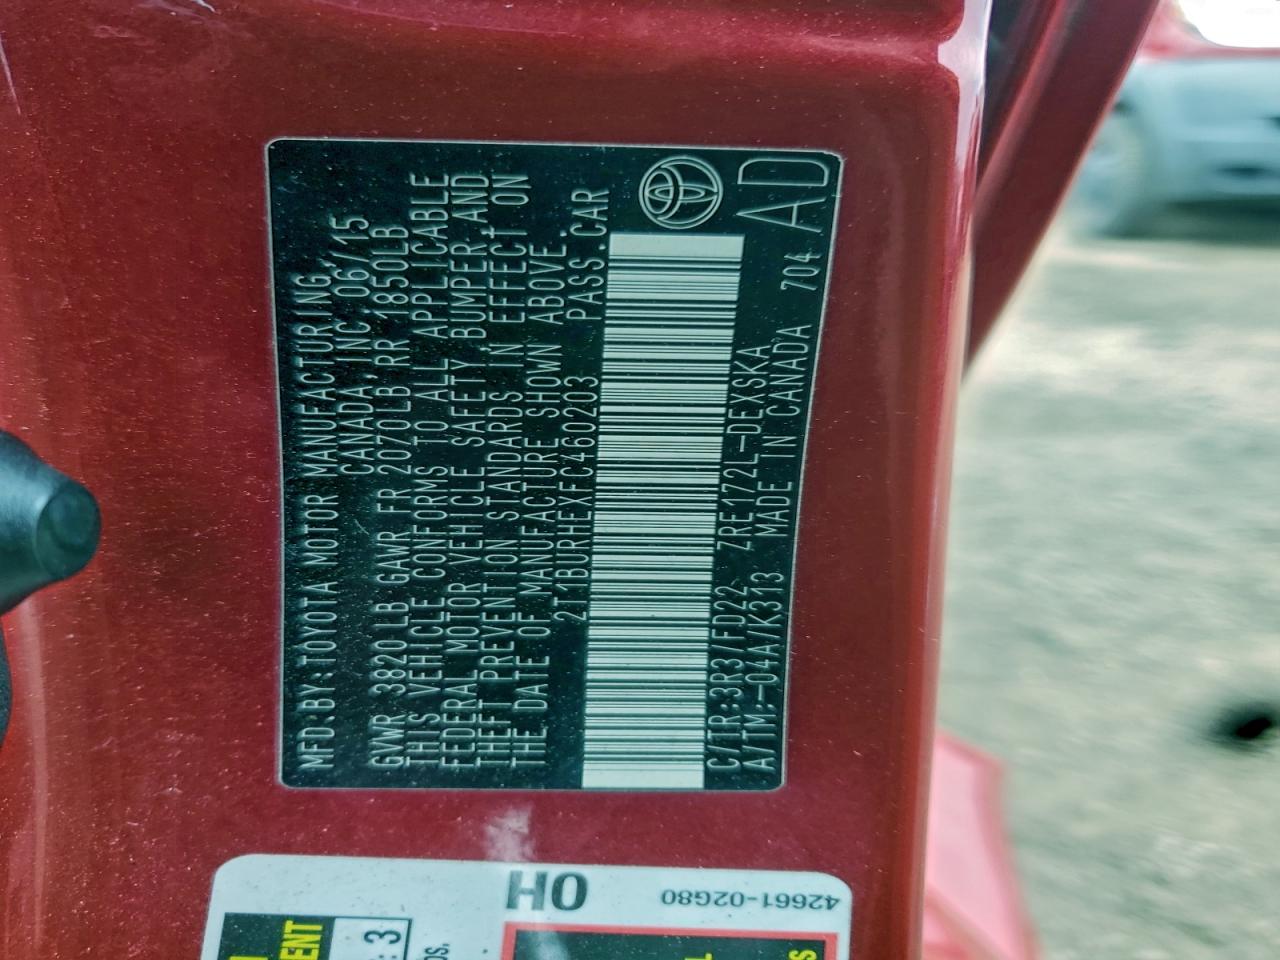 MFD:BY:TOYOTA MOTOR MANUFACTURING,
CANADA,INC. 06/15
GVWR 3820 LB GAWR FR 2070LB RR 1850LB
THIS VEHICLE CONFORMS TO ALL APPLICABLE
FEDERAL MOTOR VEHICLE SAFETY,BUMPER,AND
THEFT PREVENTION STANDARDS IN EFFECT ON
THE DATE OF MANUFACTURE SHOWN ABOVE.
2T1BURHEXFC460203 PASS.CAR
C/TR:3R3/FD22 ZRE172L-DEXSKA
A/TM:-04A/K313 MADE IN CANADA 704
AD
0H
42661-02G80